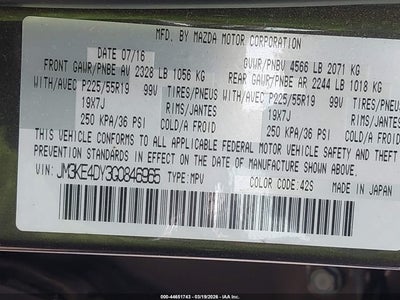 MFD. BY MAZDA MOTOR CORPORATION
DATE 07/16 GVWR/PNBV 4566 LB 2071 KG
FRONT GAWR/PNBE AV 2328 LB 1056 KG REAR GAWR/PNBE AR 2244 LB 1018 KG
WITH/AVEC P225/55R19 99V WITH/AVEC P225/55R19 99V
19X7J RIMS/JANTES 19X7J RIMS/JANTES
250 KPA/36 PSI COLD/A FROID 250 KPA/36 PSI COLD/A FROID
THIS VEHICLE CONFORMS TO ALL APPLICABLE FEDERAL MOTOR VEHICLE SAFETY AND THEFT
PREVENTION STANDARDS IN EFFECT ON THE DATE OF MANUFACTURE SHOWN ABOVE.
VIN: JM3KE4DY3G0846965 TYPE: MPV COLOR CODE: 42S MADE IN JAPAN
© IAA 44651743 - 03/19/2026 - IAA Inc.